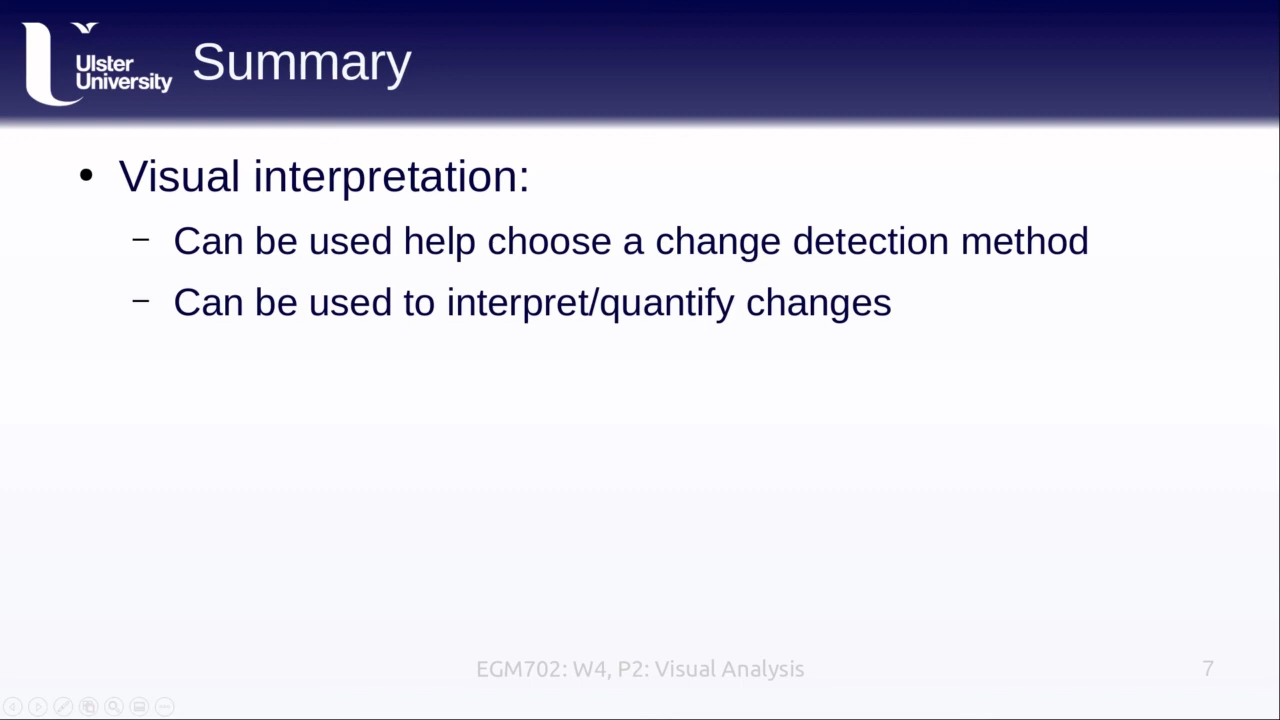 Ulster
University
Summary
• Visual interpretation:
– Can be used help choose a change detection method
– Can be used to interpret/quantify changes
EGM702: W4, P2: Visual Analysis
7